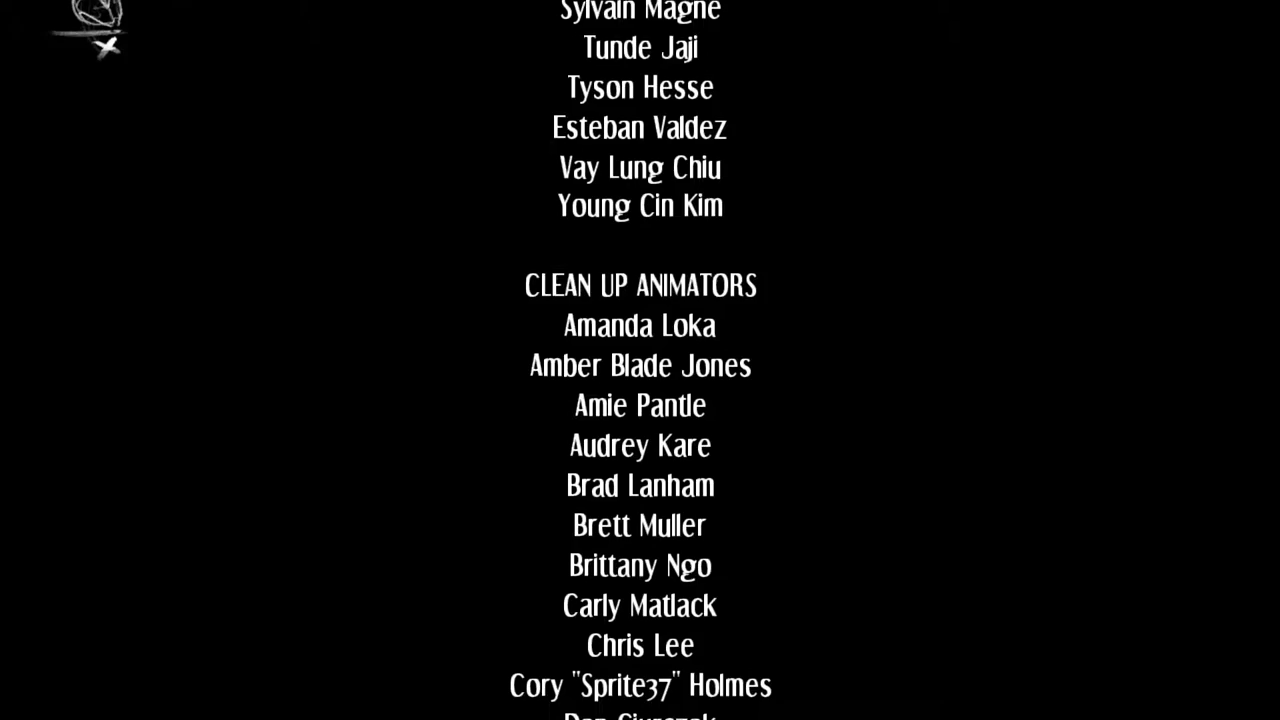 Sylvain Magne
Tunde Jaji
Tyson Hesse
Esteban Valdez
Vay Lung Chiu
Young Cin Kim
CLEAN UP ANIMATORS
Amanda Loka
Amber Blade Jones
Amie Pantle
Audrey Kare
Brad Lanham
Brett Muller
Brittany Ngo
Carly Matlack
Chris Lee
Cory "Sprite37" Holmes